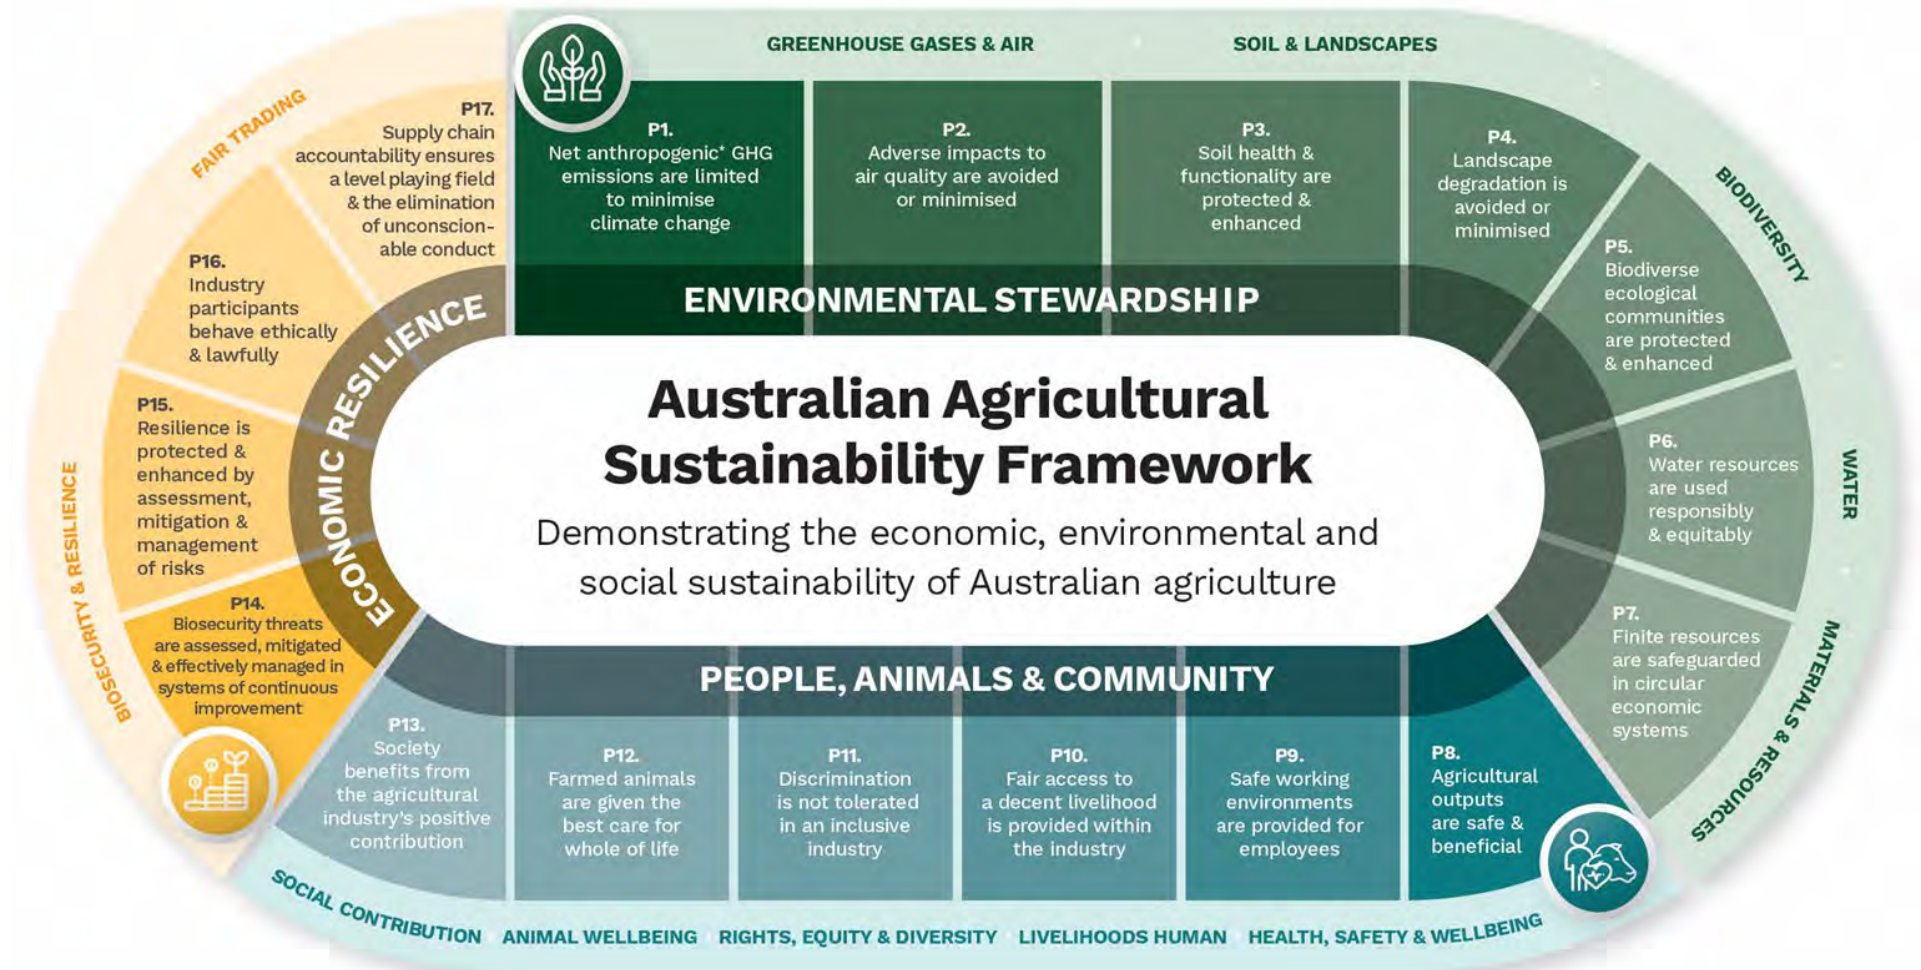 GREENHOUSE GASES & AIR
SOIL & LANDSCAPES
BIODIVERSITY
WATER
MATERIALS & RESOURCES
FAIR TRADING
BIOSECURITY & RESILIENCE
SOCIAL CONTRIBUTION
ANIMAL WELLBEING
RIGHTS, EQUITY & DIVERSITY
LIVELIHOODS HUMAN
HEALTH, SAFETY & WELLBEING
ENVIRONMENTAL STEWARDSHIP
P1.
Net anthropogenic* GHG
emissions are limited
to minimise
climate change
P2.
Adverse impacts to
air quality are avoided
or minimised
P3.
Soil health &
functionality are
protected &
enhanced
P4.
Landscape
degradation is
avoided or
minimised
P5.
Biodiverse
ecological
communities
are protected
& enhanced
P6.
Water resources
are used
responsibly
& equitably
P7.
Finite resources
are safeguarded
in circular
economic
systems
Australian Agricultural
Sustainability Framework
Demonstrating the economic, environmental and
social sustainability of Australian agriculture
PEOPLE, ANIMALS & COMMUNITY
P8.
Agricultural
outputs
are safe &
beneficial
P9.
Safe working
environments
are provided for
employees
P10.
Fair access to
a decent livelihood
is provided within
the industry
P11.
Discrimination
is not tolerated
in an inclusive
industry
P12.
Farmed animals
are given the
best care for
whole of life
P13.
Society
benefits from
the agricultural
industry's positive
contribution
ECONOMIC RESILIENCE
P14.
Biosecurity threats
are assessed, mitigated
& effectively managed in
systems of continuous
improvement
P15.
Resilience is
protected &
enhanced by
assessment,
mitigation &
management
of risks
P16.
Industry
participants
behave ethically
& lawfully
P17.
Supply chain
accountability ensures
a level playing field
& the elimination
of unconscion-
able conduct